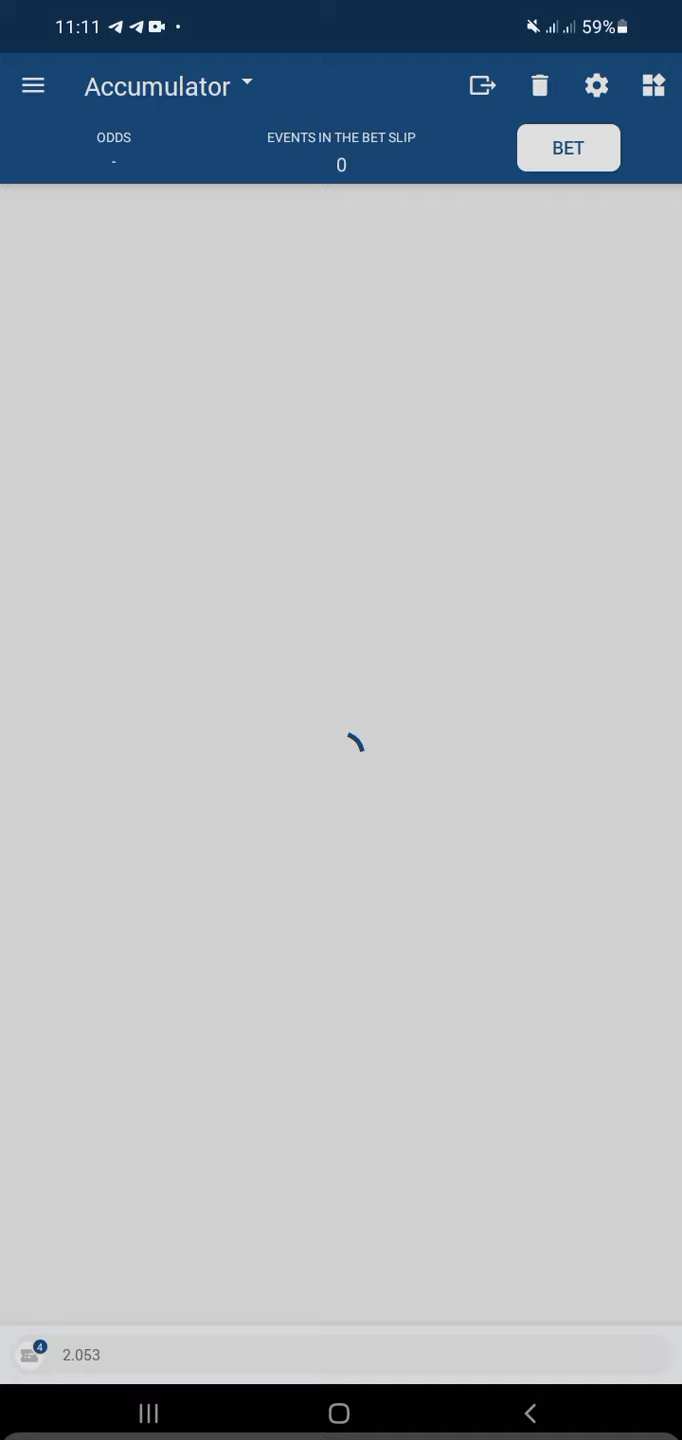 11:11 59%
Accumulator
ODDS EVENTS IN THE BET SLIP BET
- 0
4 2.053